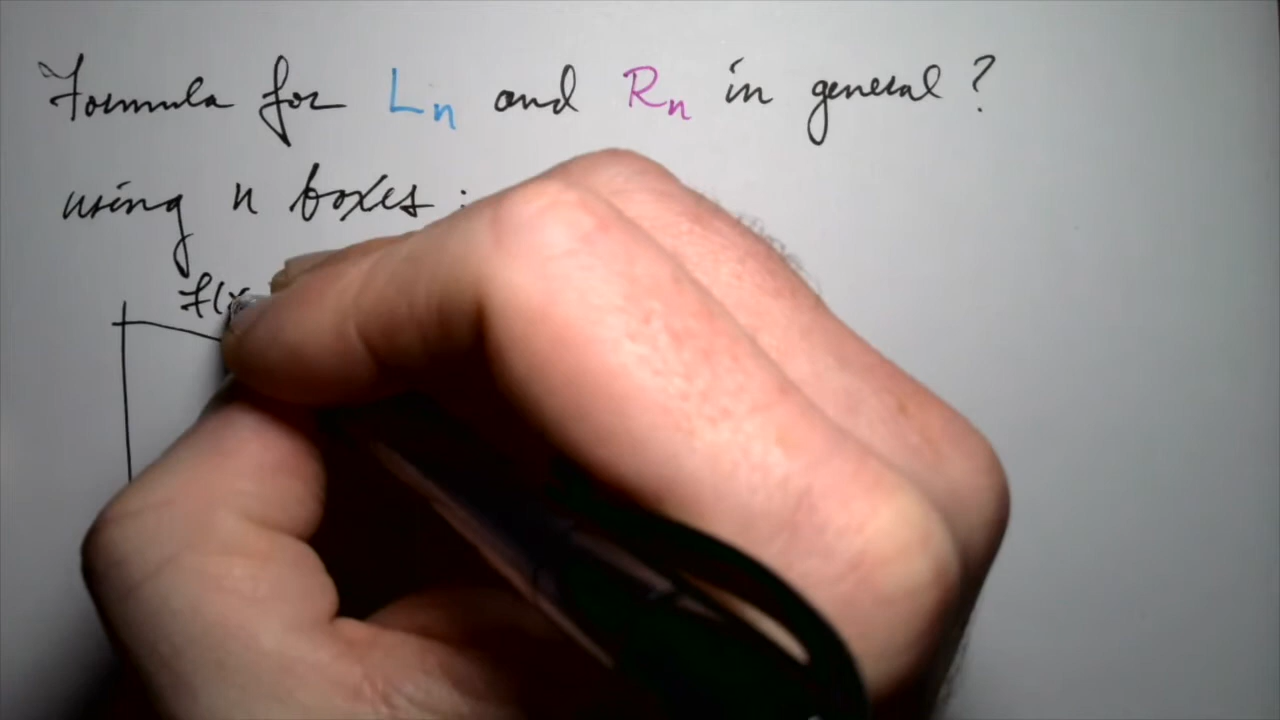 Formula for Ln and Rn in general ?
using n boxes :
f(x